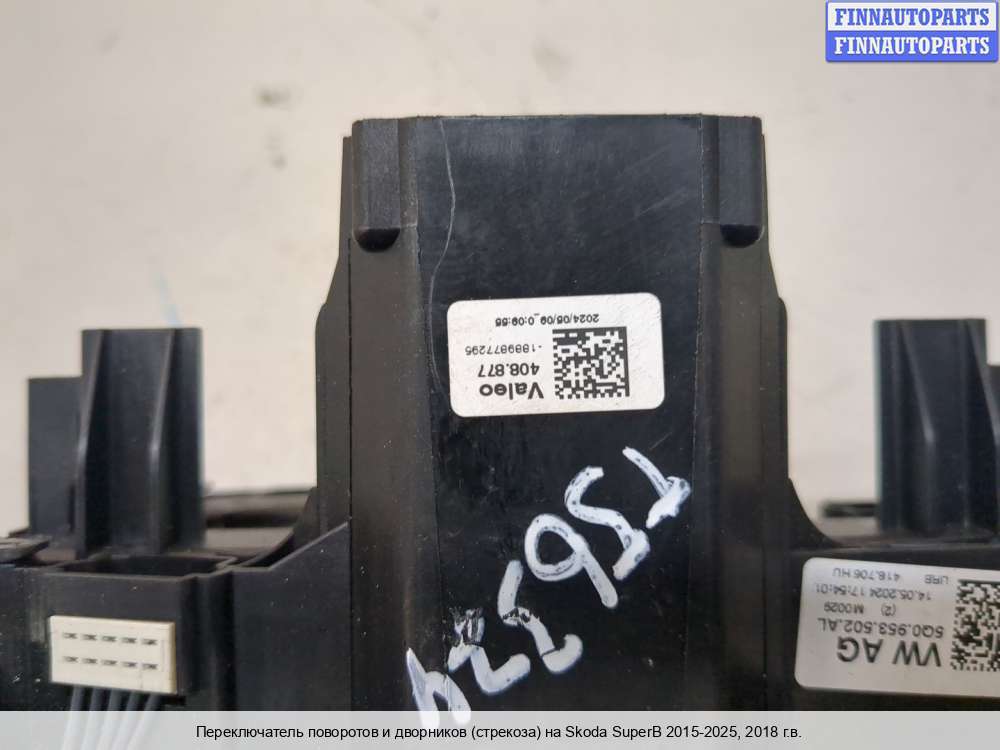 FINNAUTOPARTS
FINNAUTOPARTS
Valeo
408.877
-1889877295
2024/05/09_0:09:55
VW AG
5Q0.953.502.AL
(2) M0029
14.05.2024 17:54:01
URB 418.706 HU
Переключатель поворотов и дворников (стрекоза) на Skoda SuperB 2015-2025, 2018 г.в.